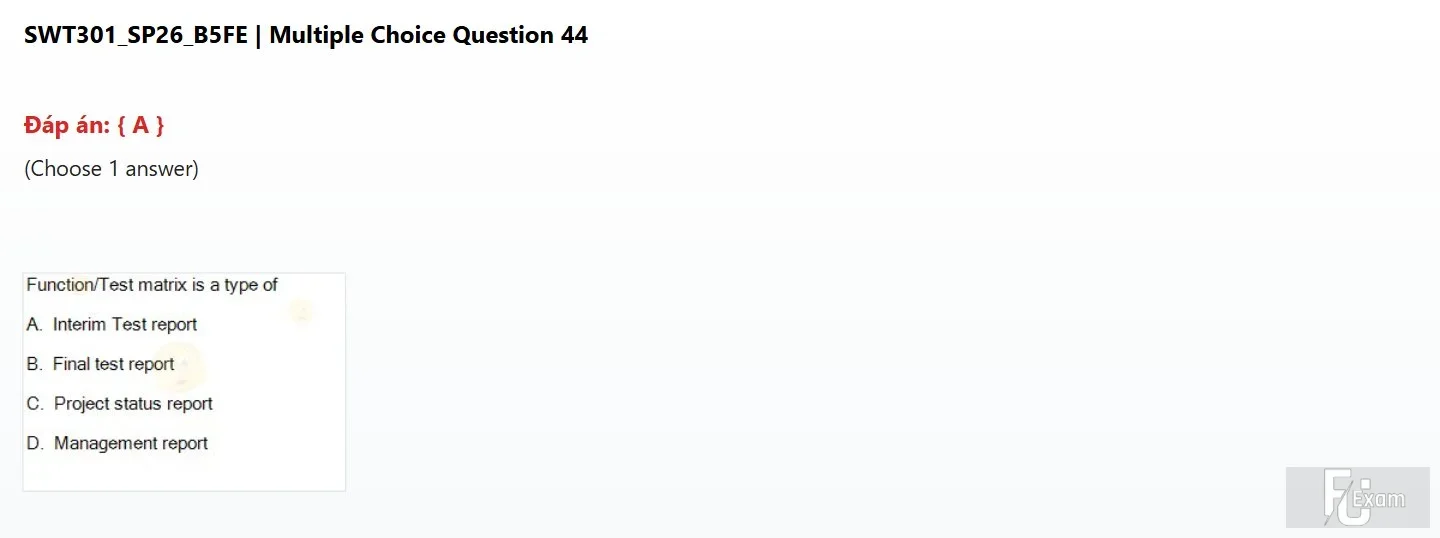 SWT301_SP26_B5FE | Multiple Choice Question 44
Đáp án: { A }
(Choose 1 answer)
Function/Test matrix is a type of
A. Interim Test report
B. Final test report
C. Project status report
D. Management report
FU Exam